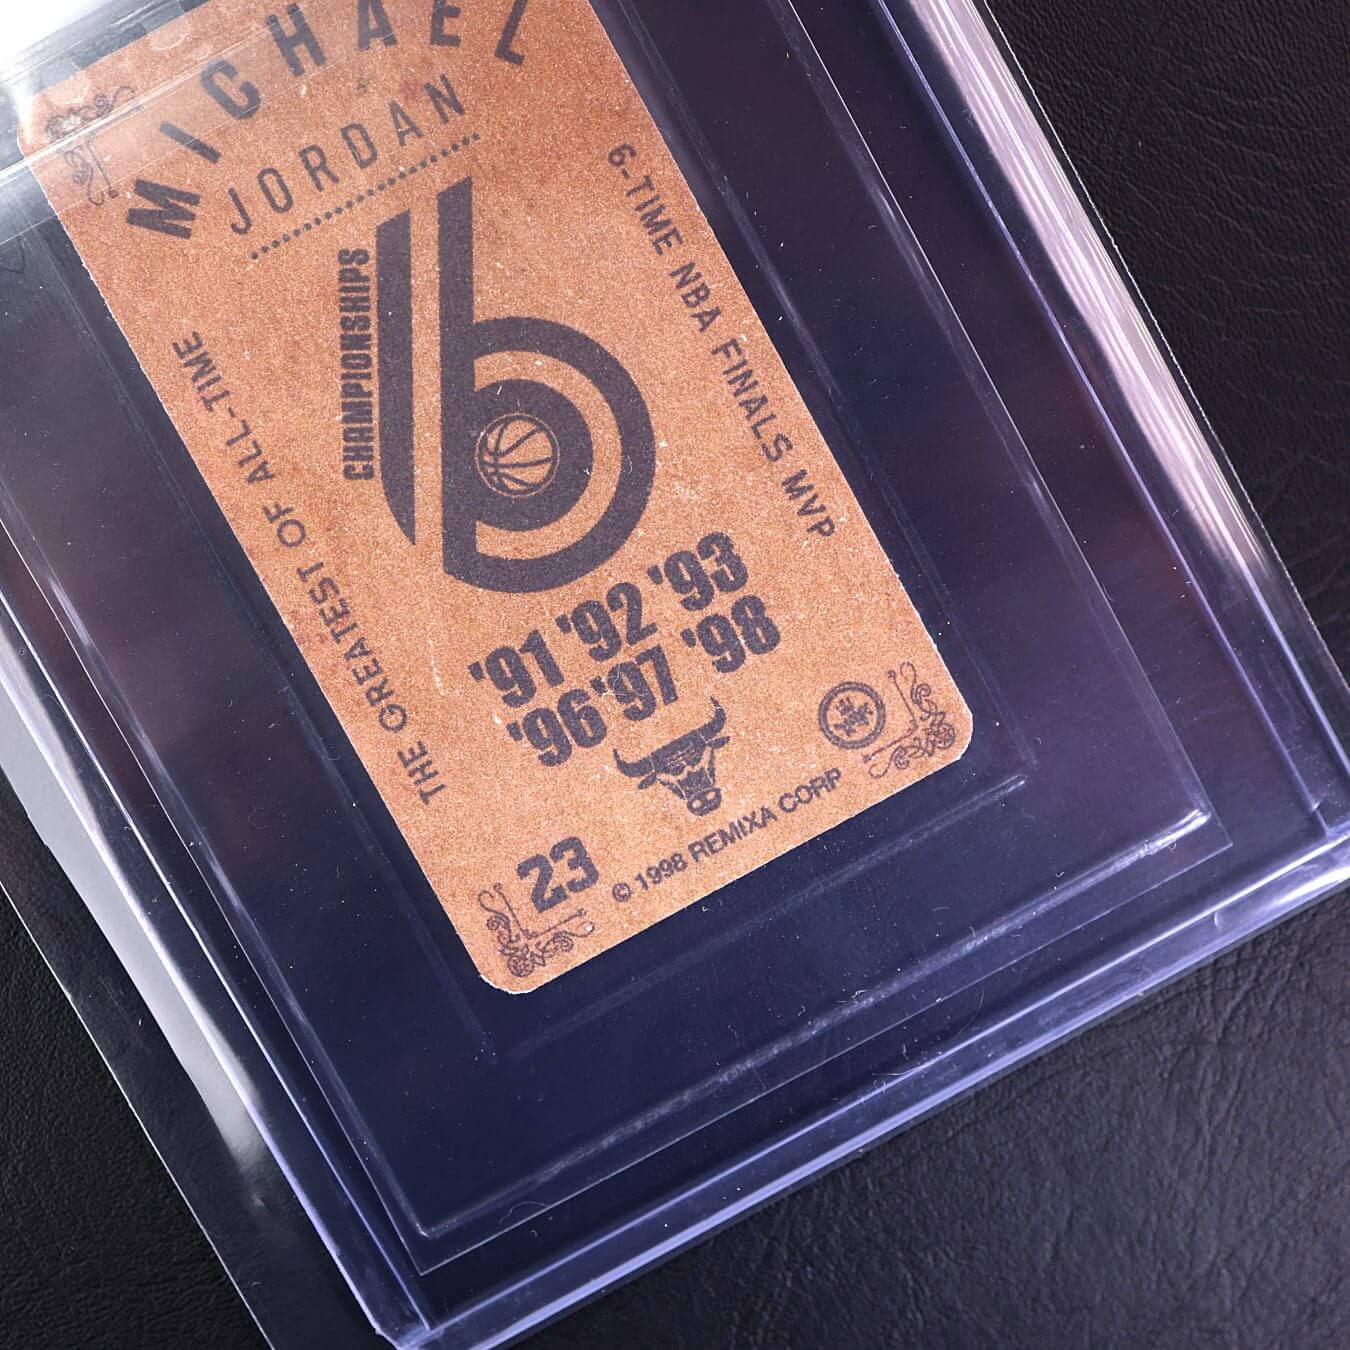 MICHAEL
JORDAN
CHAMPIONSHIPS
6
6-TIME NBA FINALS MVP
THE GREATEST OF ALL-TIME
'91 '92 '93
'96 '97 '98
23
© 1998 REMIXA CORP